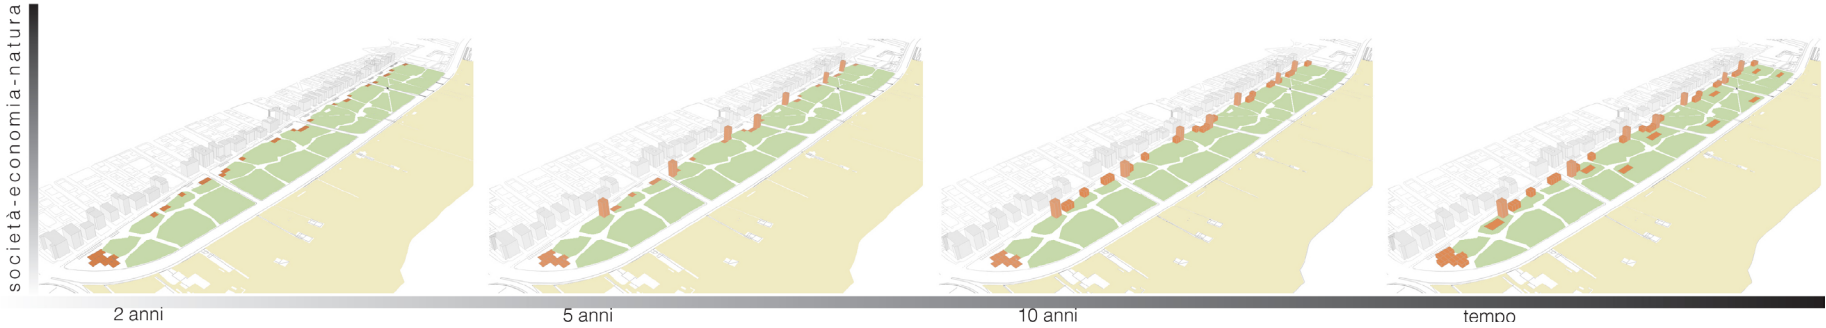 società-economia-natura
2 anni
5 anni
10 anni
tempo